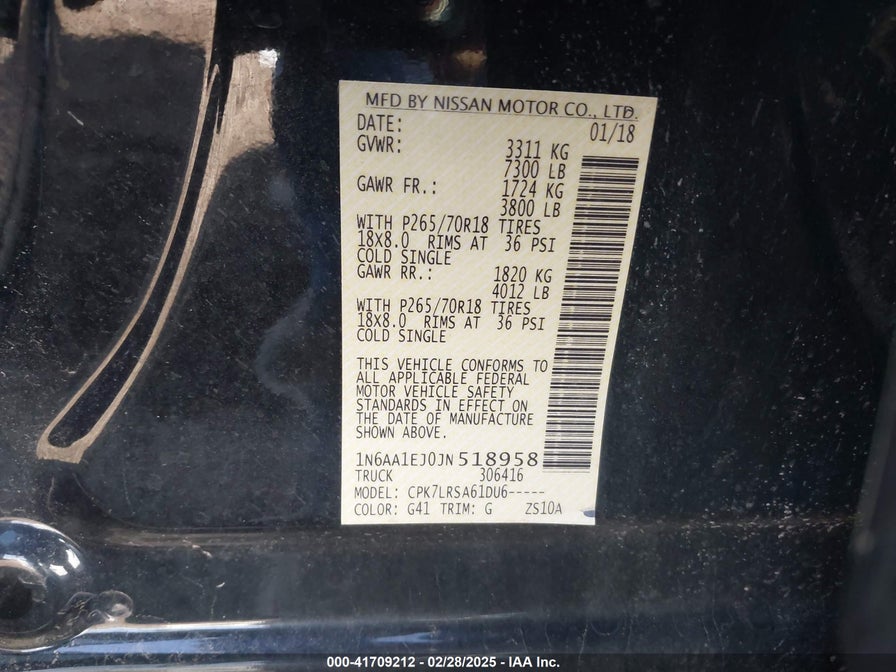 MFD BY NISSAN MOTOR CO., LTD.
DATE: 01/18
GVWR: 3311 KG
7300 LB
GAWR FR.: 1724 KG
3800 LB
WITH P265/70R18 TIRES
18X8.0 RIMS AT 36 PSI
COLD SINGLE
GAWR RR.: 1820 KG
4012 LB
WITH P265/70R18 TIRES
18X8.0 RIMS AT 36 PSI
COLD SINGLE
THIS VEHICLE CONFORMS TO
ALL APPLICABLE FEDERAL
MOTOR VEHICLE SAFETY
STANDARDS IN EFFECT ON
THE DATE OF MANUFACTURE
SHOWN ABOVE.
1N6AA1EJ0JN518958
TRUCK 306416
MODEL: CPK7LRSA61DU6-----
COLOR: G41 TRIM: G ZS10A
000-41709212 - 02/28/2025 - IAA Inc.